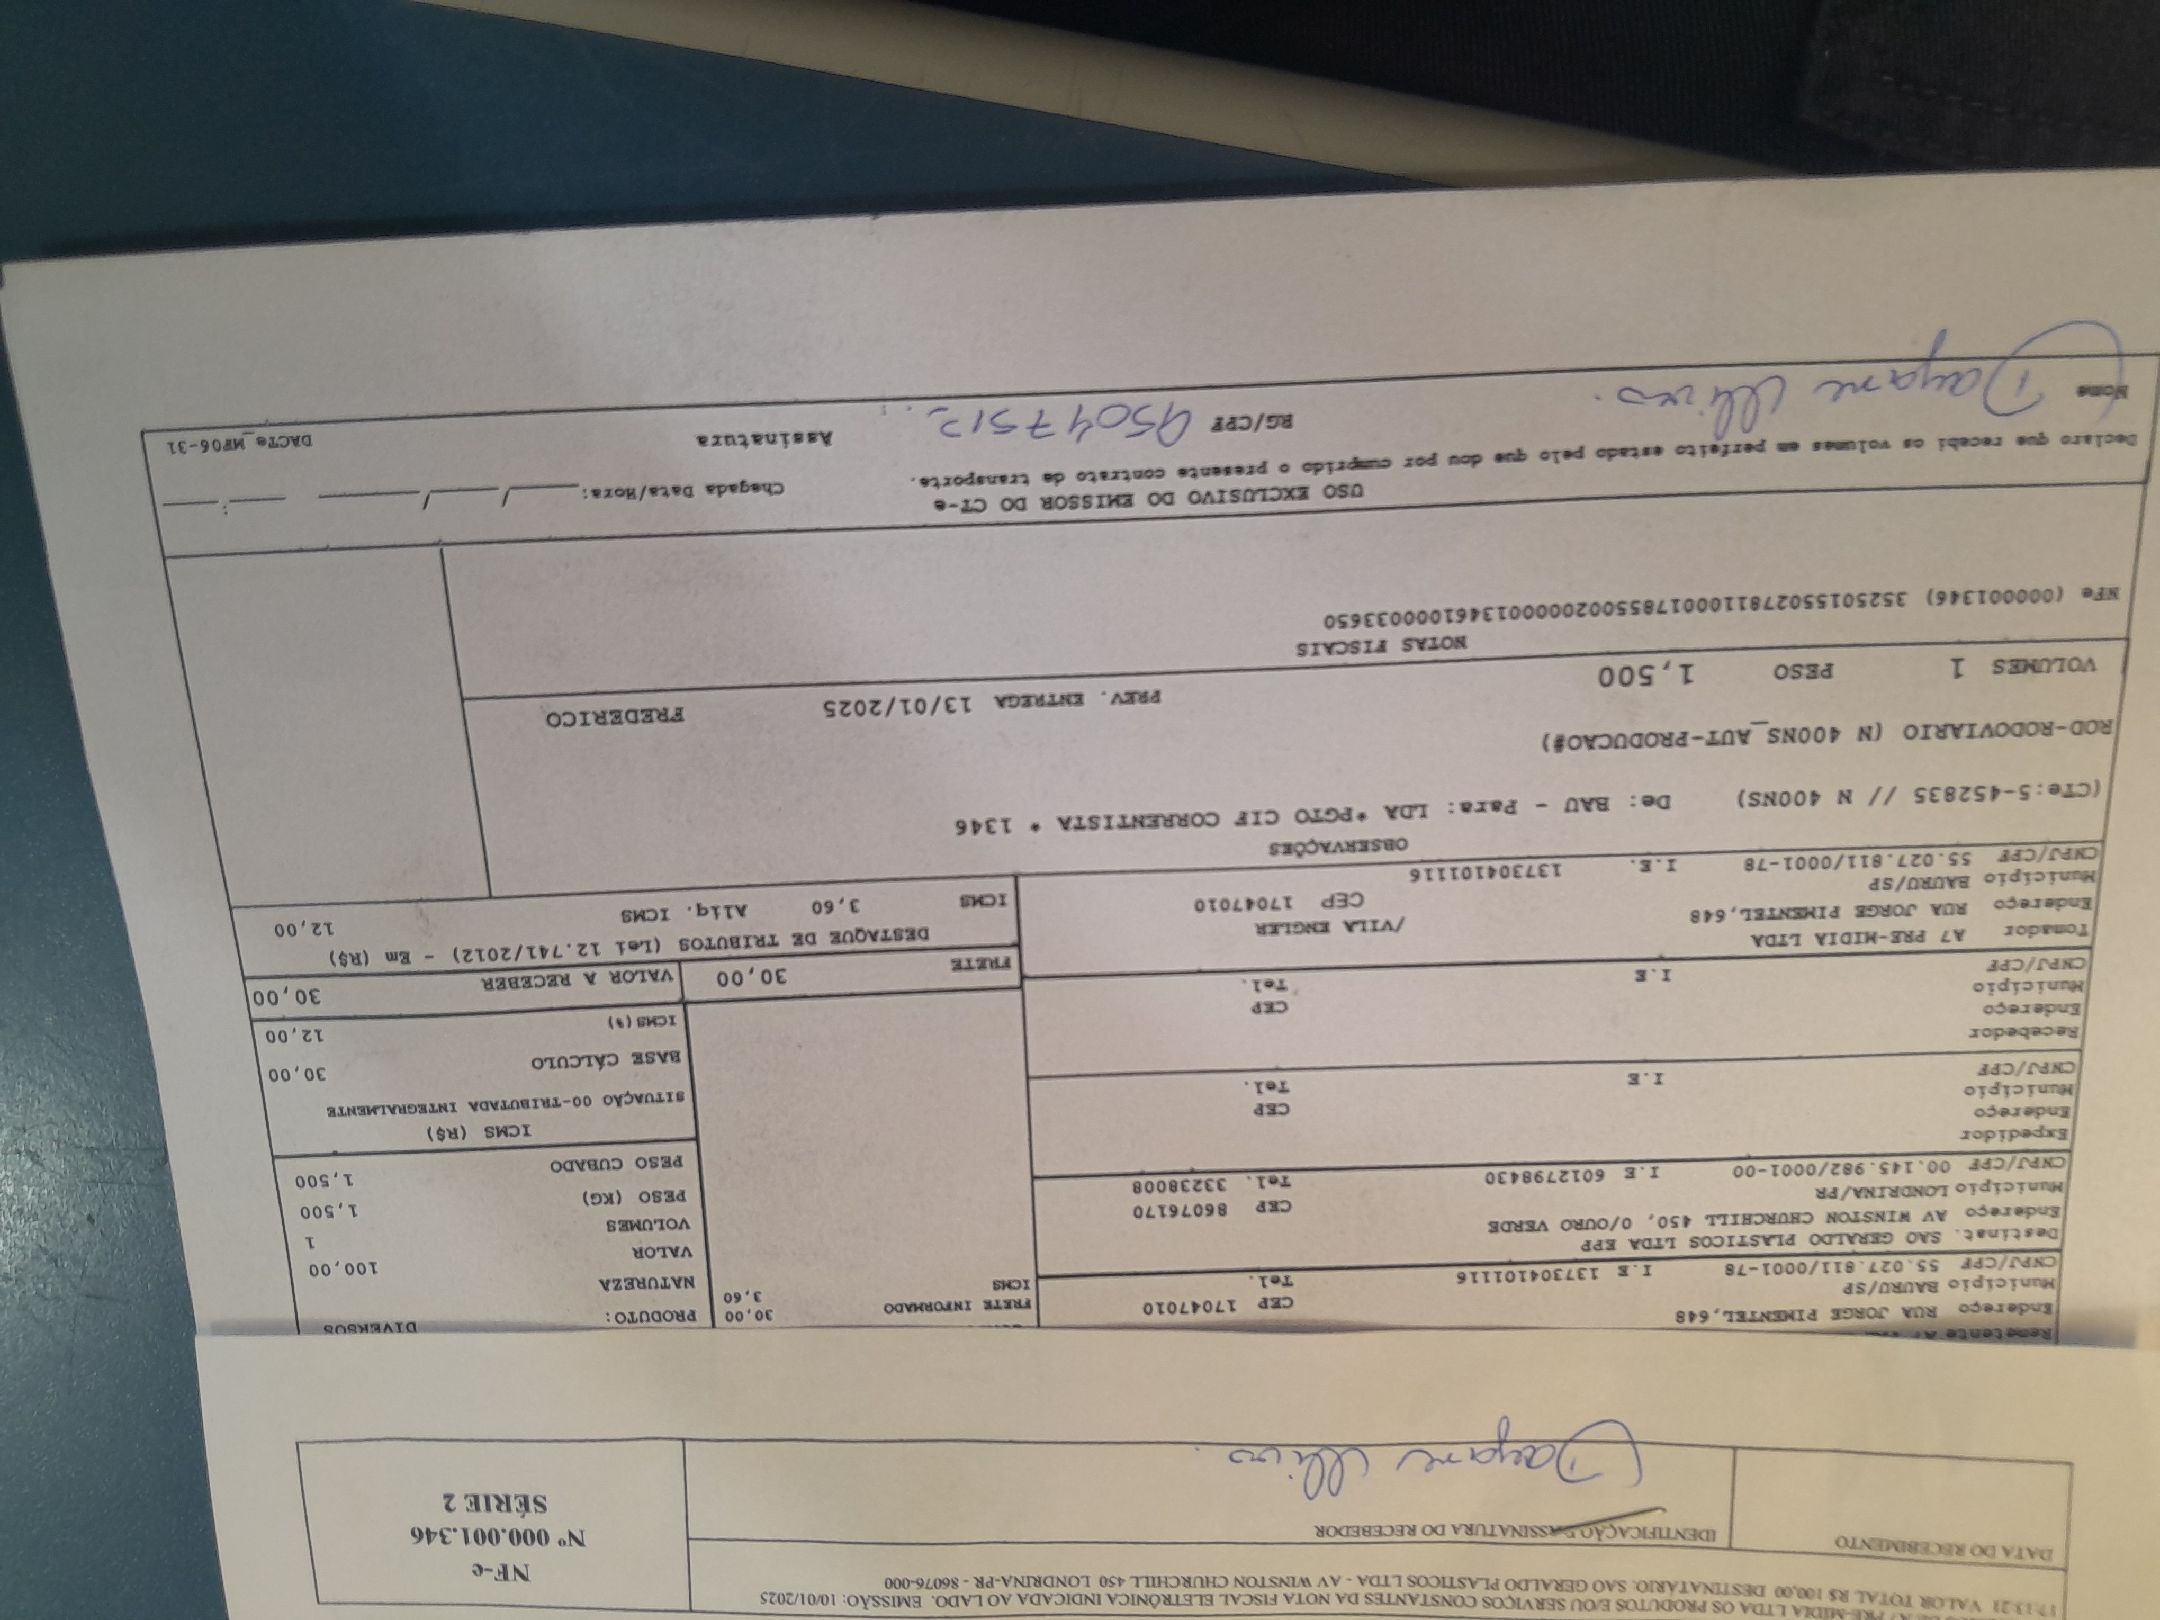 PRE-MIDIA LTDA OS PRODUTOS E/OU SERVIÇOS CONSTANTES DA NOTA FISCAL ELETRÔNICA INDICADA AO LADO. EMISSÃO: 10/01/2025
VALOR TOTAL R$ 100,00 DESTINATÁRIO: SAO GERALDO PLASTICOS LTDA - AV WINSTON CHURCHILL 450 LONDRINA-PR - 86076-000
DATA DO RECEBIMENTO
IDENTIFICAÇÃO E ASSINATURA DO RECEBEDOR
Dayane
NF-e
Nº 000.001.346
SÉRIE 2
Remetente
Endereço RUA JORGE PIMENTEL,648 CEP 17047010
Município BAURU/SP Tel.
CNPJ/CPF 55.027.811/0001-78 I.E 137304101116
Destinat. SAO GERALDO PLASTICOS LTDA EPP
Endereço AV WINSTON CHURCHILL 450, 0/OURO VERDE CEP 86076170
Município LONDRINA/PR Tel. 33238008
CNPJ/CPF 00.145.982/0001-00 I.E 6012798430
Expedidor
Endereço CEP
Município Tel.
CNPJ/CPF I.E
Recebedor
Endereço CEP
Município Tel.
CNPJ/CPF I.E
Tomador A7 PRE-MIDIA LTDA
Endereço RUA JORGE PIMENTEL,648 /VILA ENGLER
Município BAURU/SP CEP 17047010
CNPJ/CPF 55.027.811/0001-78 I.E. 137304101116
FRETE INFORMADO 30,00
ICMS 3,60
PRODUTO: DIVERSOS
NATUREZA
VALOR 100,00
VOLUMES 1
PESO (KG) 1,500
PESO CUBADO 1,500
ICMS (R$)
SITUAÇÃO 00-TRIBUTADA INTEGRALMENTE
BASE CÁLCULO 30,00
ICMS(%) 12,00
FRETE 30,00 VALOR A RECEBER 30,00
DESTAQUE DE TRIBUTOS (Lei 12.741/2012) - Em (R$)
ICMS 3,60 Aliq. ICMS 12,00
OBSERVAÇÕES
(CTe:5-452835 // N 400NS) De: BAU - Para: LDA *PGTO CIF CORRENTISTA * 1346
ROD-RODOVIARIO (N 400NS_AUT-PRODUCAO#)
VOLUMES 1 PESO 1,500 PREV. ENTREGA 13/01/2025 FREDERICO
NOTAS FISCAIS
NFe (000001346) 35250155027811000178550020000013461000033650
USO EXCLUSIVO DO EMISSOR DO CT-e
Declaro que recebi os volumes em perfeito estado pelo que dou por cumprido o presente contrato de transporte.
Chegada Data/Hora: ____/____/____ ___:___
Nome Dayane RG/CPF 95047512 Assinatura DACTe_MF06-31